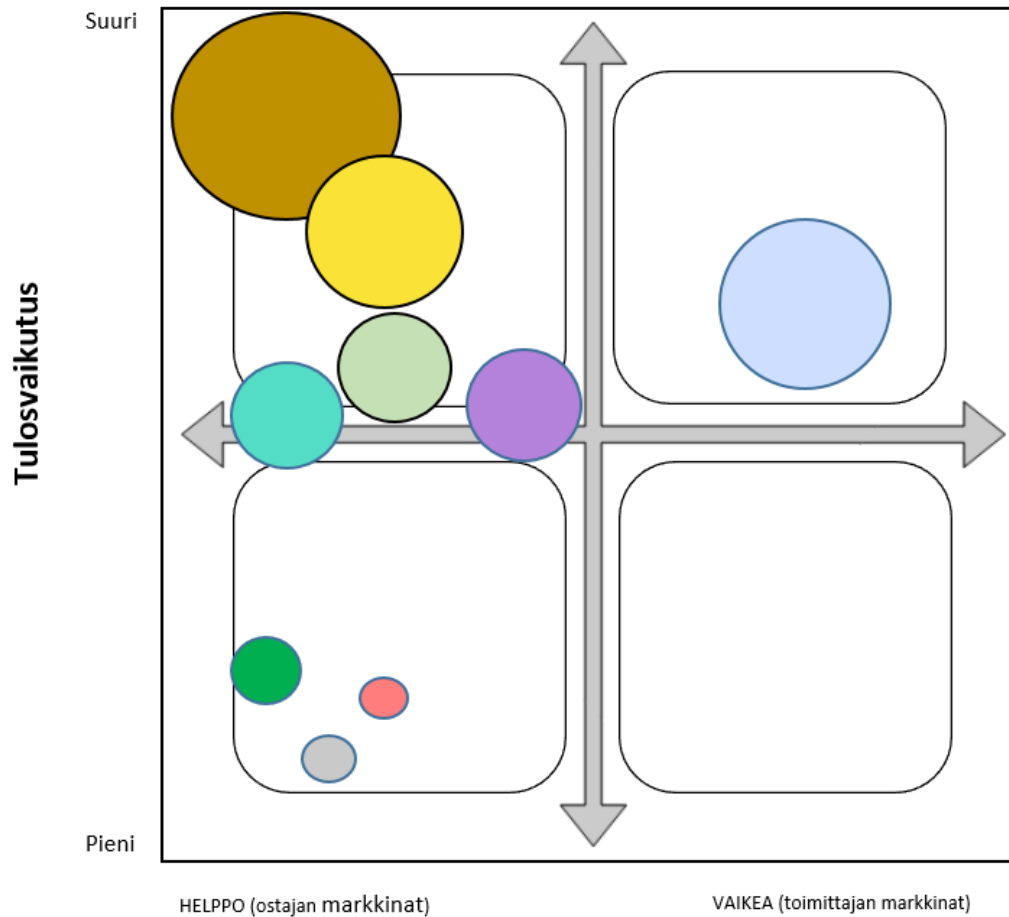 Suuri
Tulosvaikutus
Pieni
HELPPO (ostajan markkinat)
VAIKEA (toimittajan markkinat)